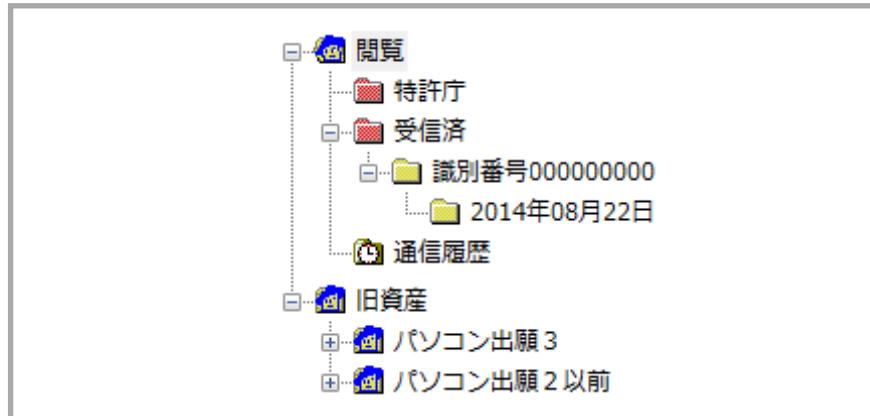 閲覧
特許庁
受信済
識別番号000000000
2014年08月22日
通信履歴
旧資産
パソコン出願３
パソコン出願２以前